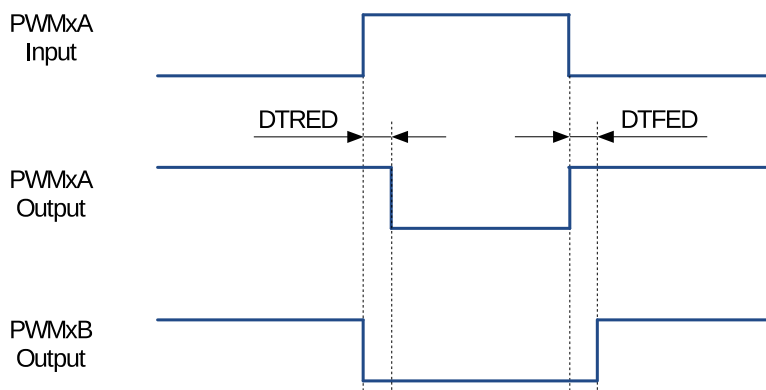 PWMxA
Input
DTRED
DTFED
PWMxA
Output
PWMxB
Output